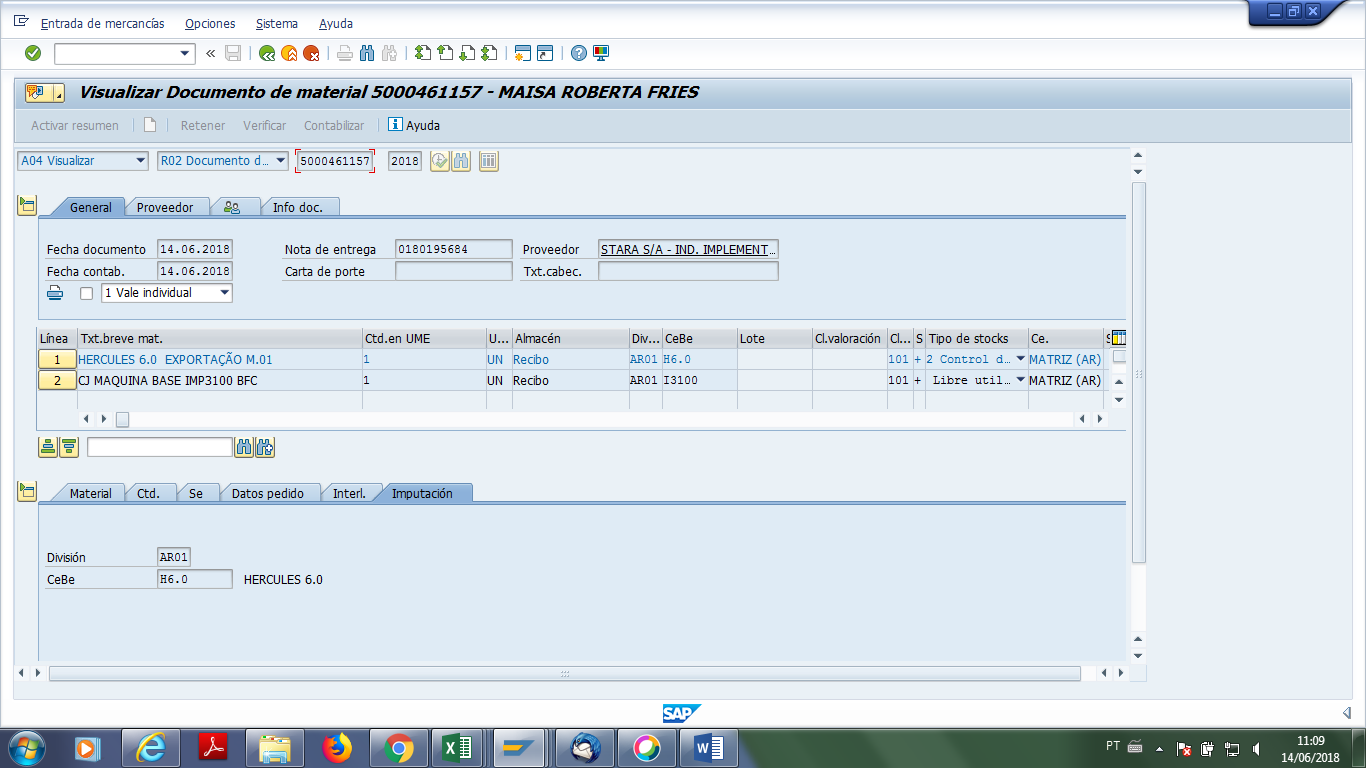 Entrada de mercancías Opciones Sistema Ayuda
Visualizar Documento de material 5000461157 - MAISA ROBERTA FRIES
Activar resumen Retener Verificar Contabilizar Ayuda
A04 Visualizar R02 Documento d... 5000461157 2018
General Proveedor Info doc.
Fecha documento 14.06.2018 Nota de entrega 0180195684 Proveedor STARA S/A - IND. IMPLEMENT...
Fecha contab. 14.06.2018 Carta de porte Txt.cabec.
1 Vale individual
Línea Txt.breve mat. Ctd.en UME U... Almacén Div... CeBe Lote Cl.valoración Cl... S Tipo de stocks Ce. S
1 HERCULES 6.0 EXPORTAÇÃO M.01 1 UN Recibo AR01 H6.0 101 + 2 Control d... MATRIZ (AR)
2 CJ MAQUINA BASE IMP3100 BFC 1 UN Recibo AR01 I3100 101 + Libre util... MATRIZ (AR)
Material Ctd. Se Datos pedido Interl. Imputación
División AR01
CeBe H6.0 HERCULES 6.0
SAP
PT 11:09
14/06/2018